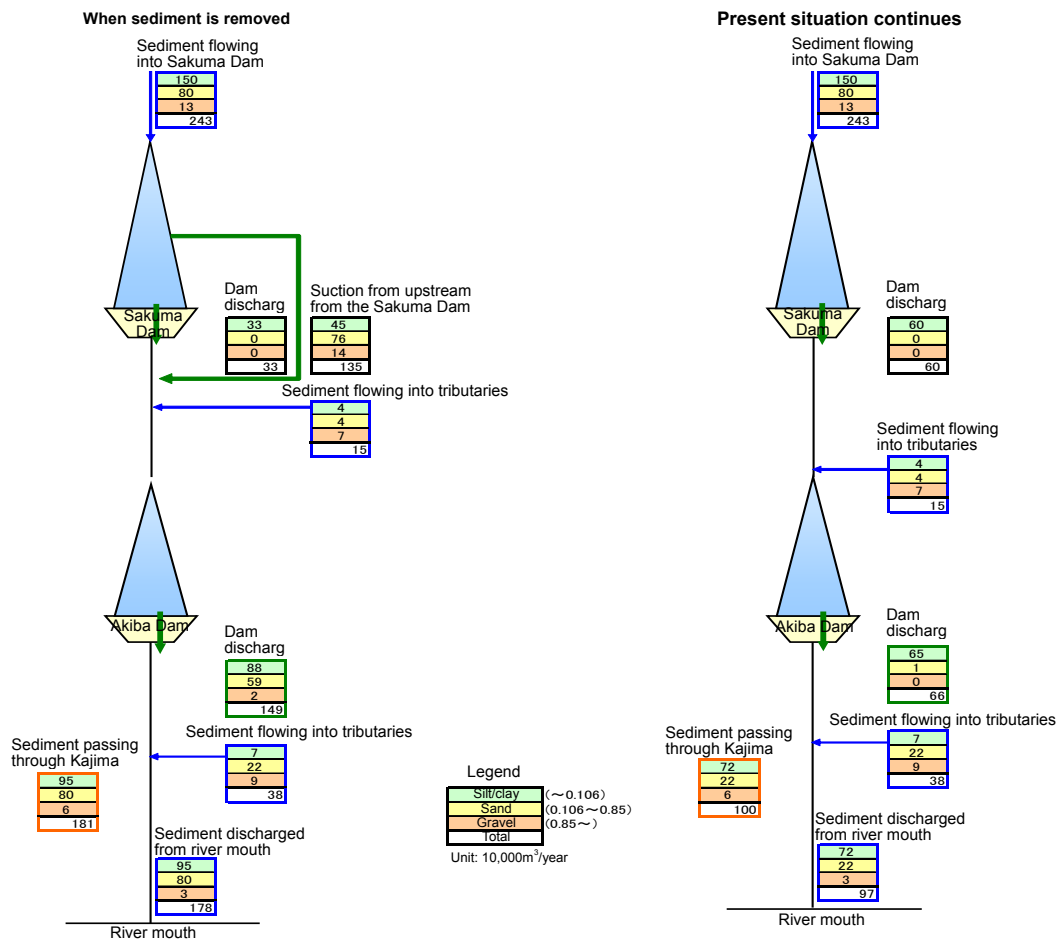 When sediment is removed
Sediment flowing
into Sakuma Dam
150
80
13
243
Sakuma
Dam
Dam
discharg
33
0
0
33
Suction from upstream
from the Sakuma Dam
45
76
14
135
Sediment flowing into tributaries
4
4
7
15
Akiba Dam
Dam
discharg
88
59
2
149
Sediment flowing into tributaries
7
22
9
38
Sediment passing
through Kajima
95
80
6
181
Sediment discharged
from river mouth
95
80
3
178
River mouth
Legend
Silt/clay (～0.106)
Sand (0.106～0.85)
Gravel (0.85～)
Total
Unit: 10,000m³/year
Present situation continues
Sediment flowing
into Sakuma Dam
150
80
13
243
Sakuma
Dam
Dam
discharg
60
0
0
60
Sediment flowing
into tributaries
4
4
7
15
Akiba Dam
Dam
discharg
65
1
0
66
Sediment flowing into tributaries
7
22
9
38
Sediment passing
through Kajima
72
22
6
100
Sediment discharged
from river mouth
72
22
3
97
River mouth